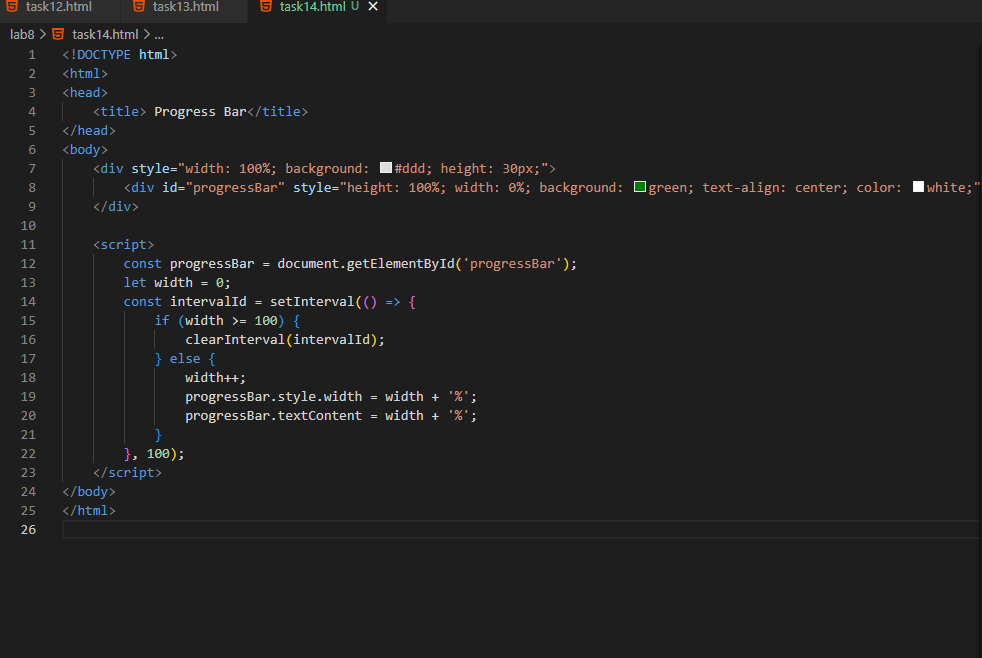 task12.html task13.html task14.html U ×
lab8 > task14.html > ...
1 <!DOCTYPE html>
2 <html>
3 <head>
4 <title> Progress Bar</title>
5 </head>
6 <body>
7 <div style="width: 100%; background: #ddd; height: 30px;">
8 <div id="progressBar" style="height: 100%; width: 0%; background: green; text-align: center; color: white;"
9 </div>
10
11 <script>
12 const progressBar = document.getElementById('progressBar');
13 let width = 0;
14 const intervalId = setInterval(() => {
15 if (width >= 100) {
16 clearInterval(intervalId);
17 } else {
18 width++;
19 progressBar.style.width = width + '%';
20 progressBar.textContent = width + '%';
21 }
22 }, 100);
23 </script>
24 </body>
25 </html>
26